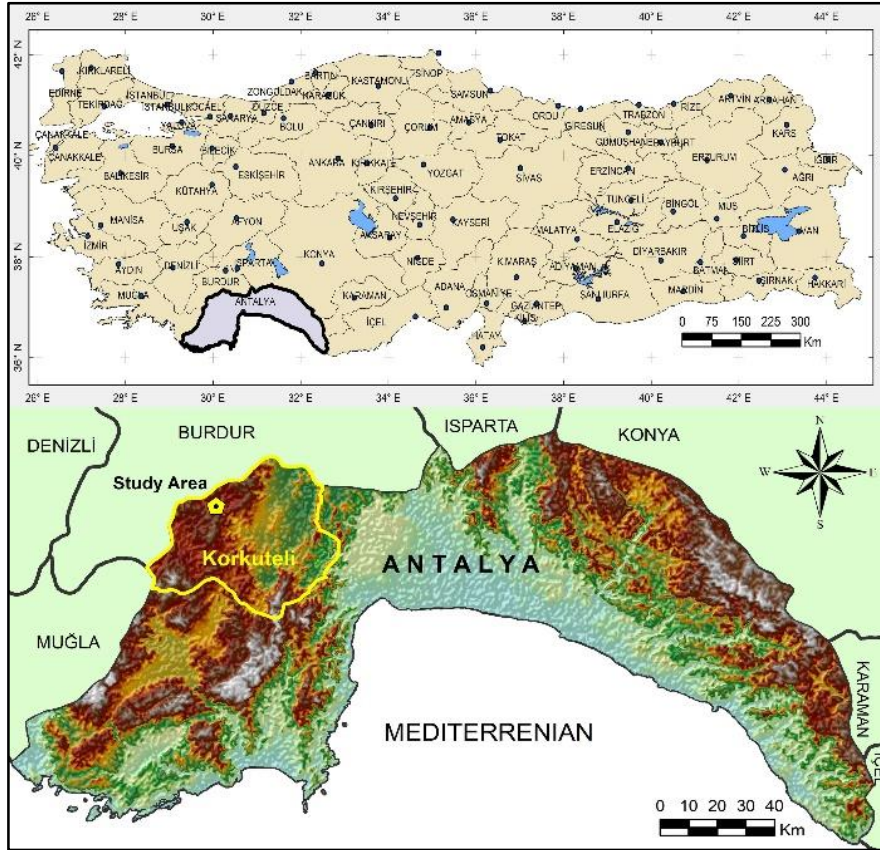 26° E 28° E 30° E 32° E 34° E 36° E 38° E 40° E 42° E 44° E
42° N
40° N
38° N
36° N
42° N
40° N
38° N
36° N
KIRKLARELİ
EDİRNE
TEKİRDAĞ
İSTANBUL
İSTANBUL
KOCAELİ
SAKARYA
DÜZCE
ZONGULDAK
BARTIN
KARABÜK
KASTAMONU
SİNOP
SAMSUN
ORDU
GİRESUN
TRABZON
RİZE
ARTVİN
ARDAHAN
KARS
ÇANAKKALE
ÇANAKKALE
BURSA
BİLECİK
BOLU
ÇANKIRI
ÇORUM
AMASYA
TOKAT
GÜMÜŞHANE
BAYBURT
ERZİNCAN
ERZURUM
AĞRI
IĞDIR
BALIKESİR
KÜTAHYA
ESKİŞEHİR
ANKARA
KIRIKKALE
YOZGAT
SİVAS
KIRŞEHİR
TUNCELİ
BİNGÖL
MUŞ
MANİSA
İZMİR
UŞAK
AFYON
AKSARAY
NEVŞEHİR
KAYSERİ
MALATYA
ELAZIĞ
BİTLİS
VAN
AYDIN
DENİZLİ
BURDUR
ISPARTA
KONYA
NİĞDE
K.MARAŞ
ADIYAMAN
DİYARBAKIR
BATMAN
SİİRT
ŞIRNAK
HAKKARİ
MUĞLA
ANTALYA
KARAMAN
İÇEL
ADANA
OSMANİYE
GAZİANTEP
KİLİS
ŞANLIURFA
MARDİN
HATAY
0 75 150 225 300
Km
26° E 28° E 30° E 32° E 34° E 36° E 38° E 40° E 42° E 44° E
DENİZLİ
BURDUR
ISPARTA
KONYA
N
W E
S
Study Area
Korkuteli
ANTALYA
MUĞLA
MEDITERRENIAN
KARAMAN
İÇEL
0 10 20 30 40
Km